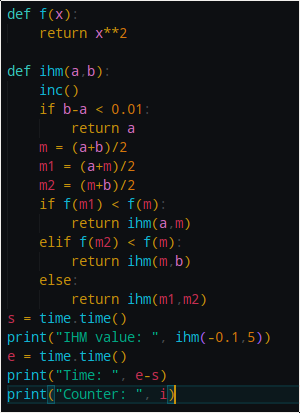 def f(x):
    return x**2

def ihm(a,b):
    inc()
    if b-a < 0.01:
        return a
    m = (a+b)/2
    m1 = (a+m)/2
    m2 = (m+b)/2
    if f(m1) < f(m):
        return ihm(a,m)
    elif f(m2) < f(m):
        return ihm(m,b)
    else:
        return ihm(m1,m2)
s = time.time()
print("IHM value: ", ihm(-0.1,5))
e = time.time()
print("Time: ", e-s)
print("Counter: ", i)